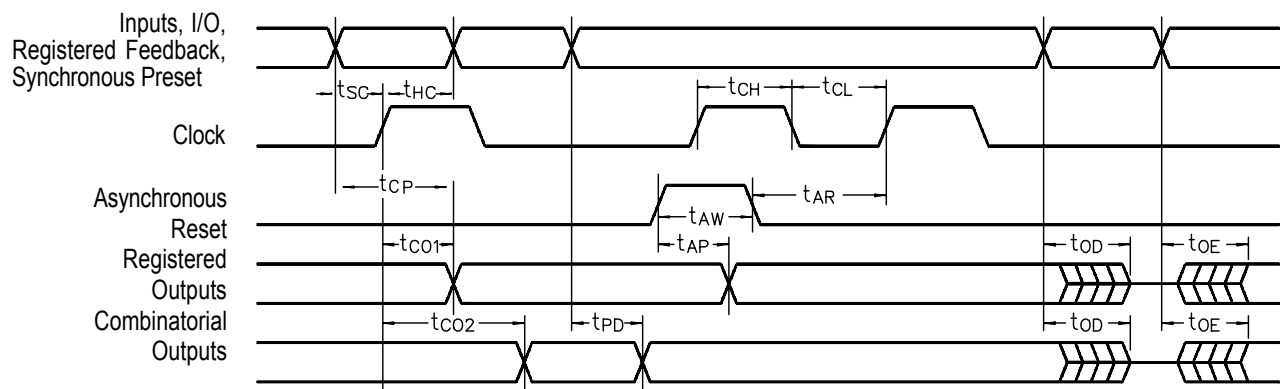 Inputs, I/O,
Registered Feedback,
Synchronous Preset
tSC
tHC
tCH
tCL
Clock
tCP
Asynchronous
Reset
tAW
tAR
tCO1
tAP
tOD
tOE
Registered
Outputs
Combinatorial
Outputs
tCO2
tPD
tOD
tOE